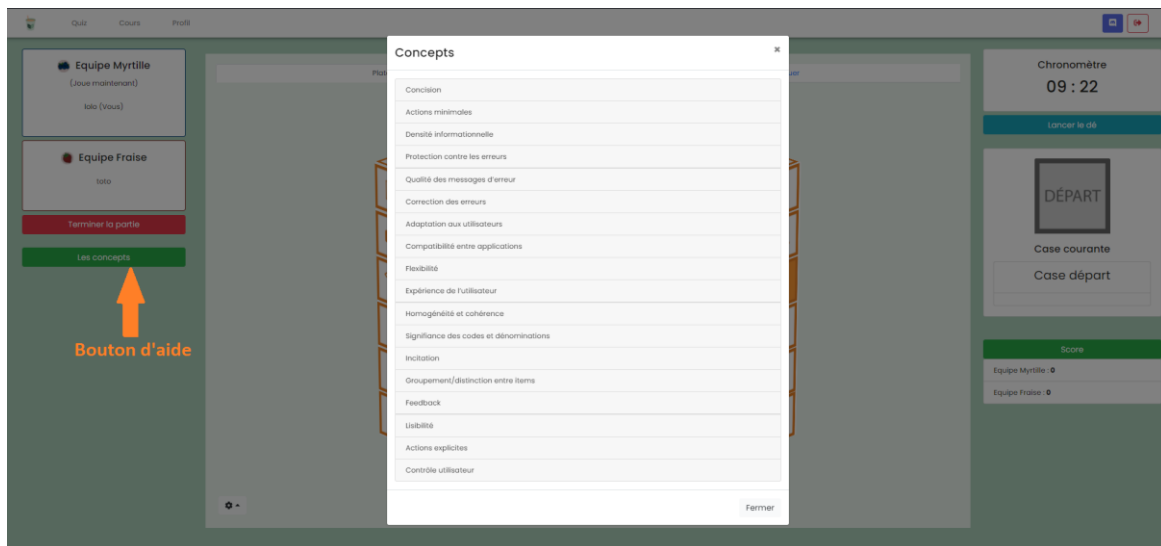 Quiz Cours Profil
Equipe Myrtille
(Joue maintenant)
lolo (Vous)
Equipe Fraise
toto
Terminer la partie
Les concepts
Bouton d'aide
Concepts
×
Concision
Actions minimales
Densité informationnelle
Protection contre les erreurs
Qualité des messages d'erreur
Correction des erreurs
Adaptation aux utilisateurs
Compatibilité entre applications
Flexibilité
Expérience de l'utilisateur
Homogénéité et cohérence
Signifiance des codes et dénominations
Incitation
Groupement/distinction entre items
Feedback
Lisibilité
Actions explicites
Contrôle utilisateur
Fermer
Chronomètre
09 : 22
Lancer le dé
DÉPART
Case courante
Case départ
Score
Equipe Myrtille : 0
Equipe Fraise : 0